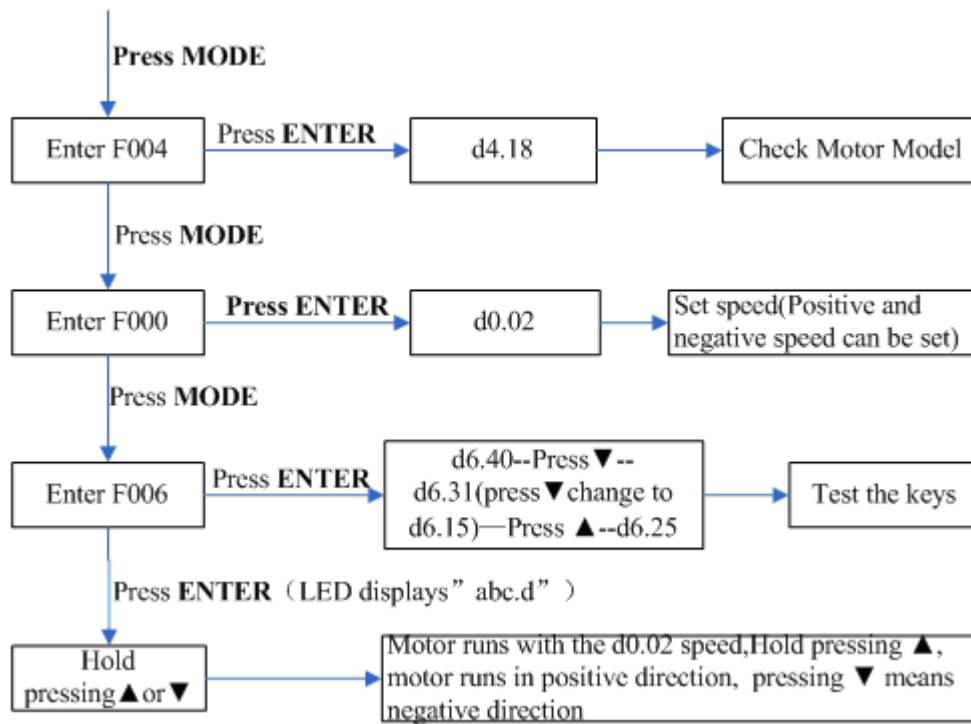 Press MODE
Enter F004
Press ENTER
d4.18
Check Motor Model
Press MODE
Enter F000
Press ENTER
d0.02
Set speed(Positive and
negative speed can be set)
Press MODE
Enter F006
Press ENTER
d6.40--Press▼--
d6.31(press▼change to
d6.15)—Press ▲--d6.25
Test the keys
Press ENTER（LED displays” abc.d” ）
Hold
pressing▲or▼
Motor runs with the d0.02 speed,Hold pressing ▲,
motor runs in positive direction, pressing ▼ means
negative direction